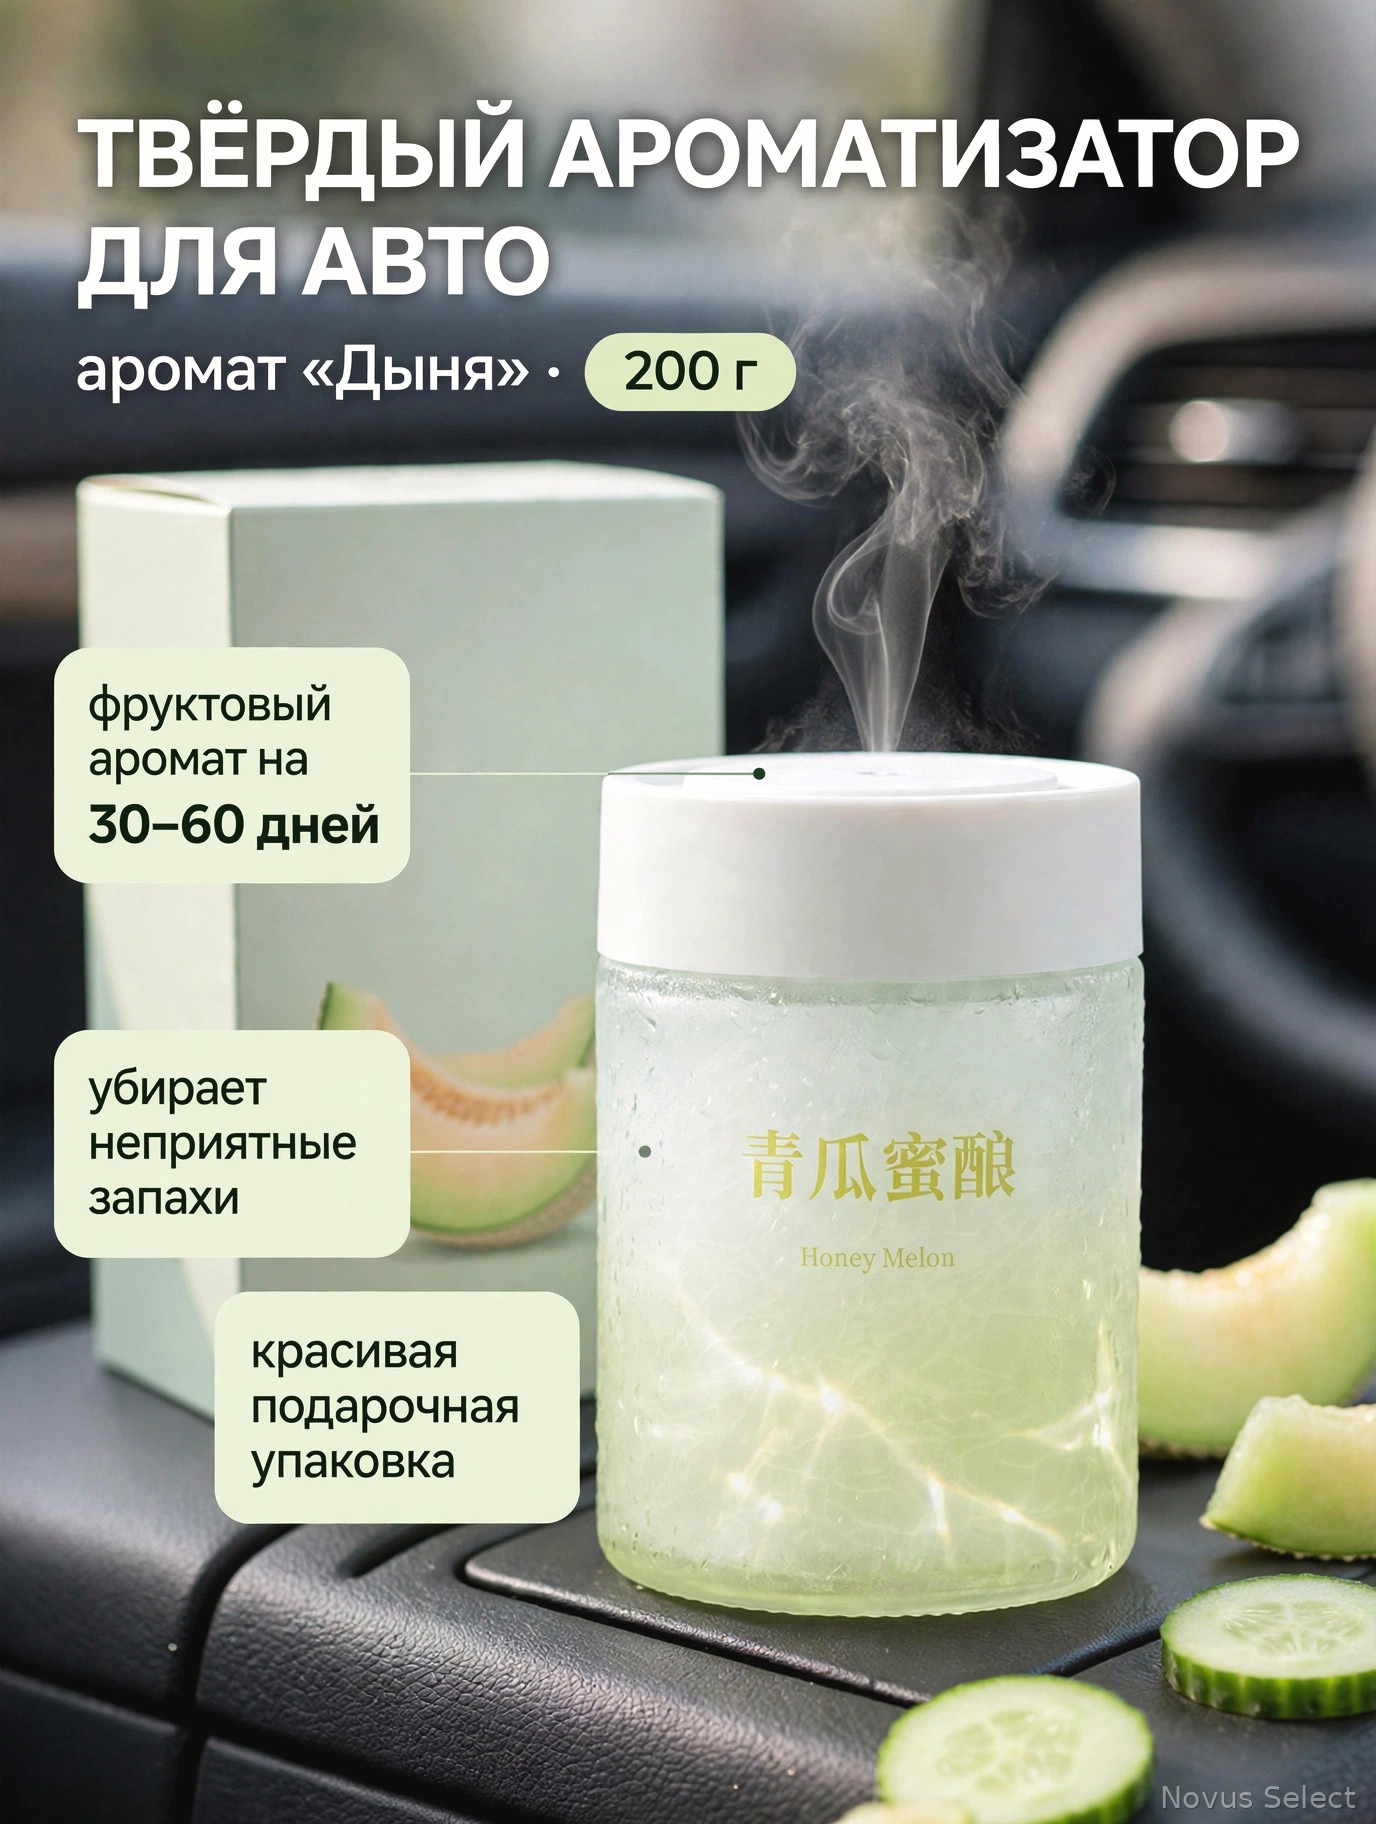 ТВЁРДЫЙ АРОМАТИЗАТОР
ДЛЯ АВТО
аромат «Дыня» · 200 г
фруктовый
аромат на
30–60 дней
убирает
неприятные
запахи
красивая
подарочная
упаковка
青瓜蜜酿
Honey Melon
Novus Select